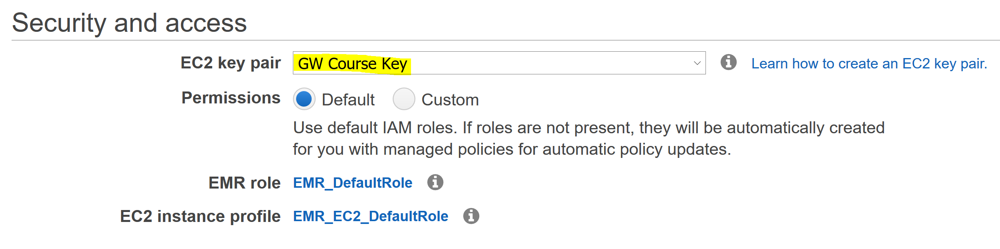 Security and access
EC2 key pair GW Course Key Learn how to create an EC2 key pair.
Permissions Default Custom
Use default IAM roles. If roles are not present, they will be automatically created
for you with managed policies for automatic policy updates.
EMR role EMR_DefaultRole
EC2 instance profile EMR_EC2_DefaultRole